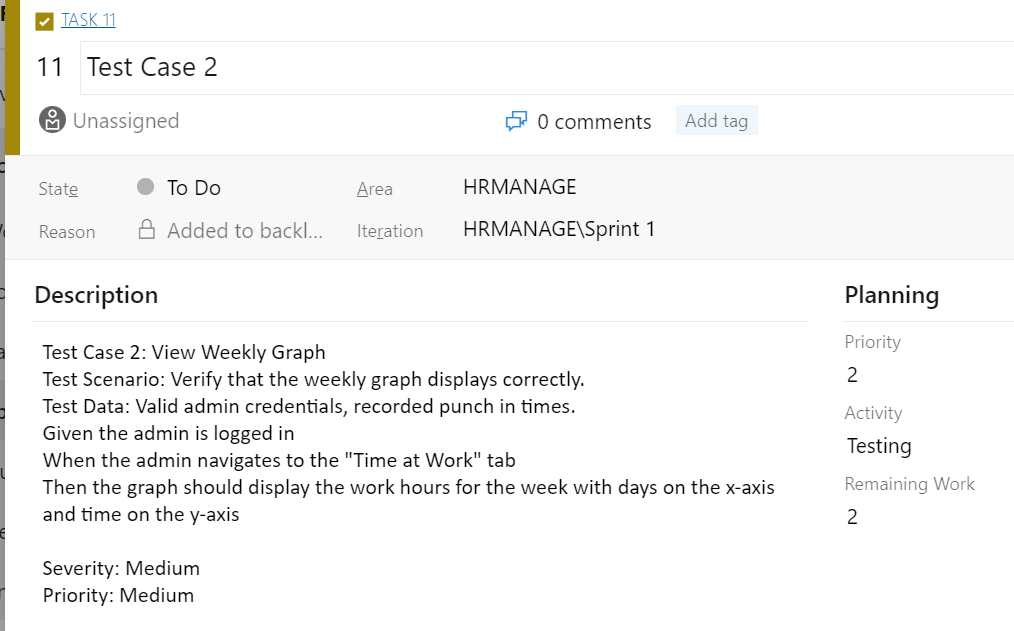 TASK 11
11 Test Case 2
Unassigned
0 comments
Add tag
State To Do Area HRMANAGE
Reason Added to backl... Iteration HRMANAGE\Sprint 1
Description
Test Case 2: View Weekly Graph
Test Scenario: Verify that the weekly graph displays correctly.
Test Data: Valid admin credentials, recorded punch in times.
Given the admin is logged in
When the admin navigates to the "Time at Work" tab
Then the graph should display the work hours for the week with days on the x-axis
and time on the y-axis
Severity: Medium
Priority: Medium
Planning
Priority
2
Activity
Testing
Remaining Work
2